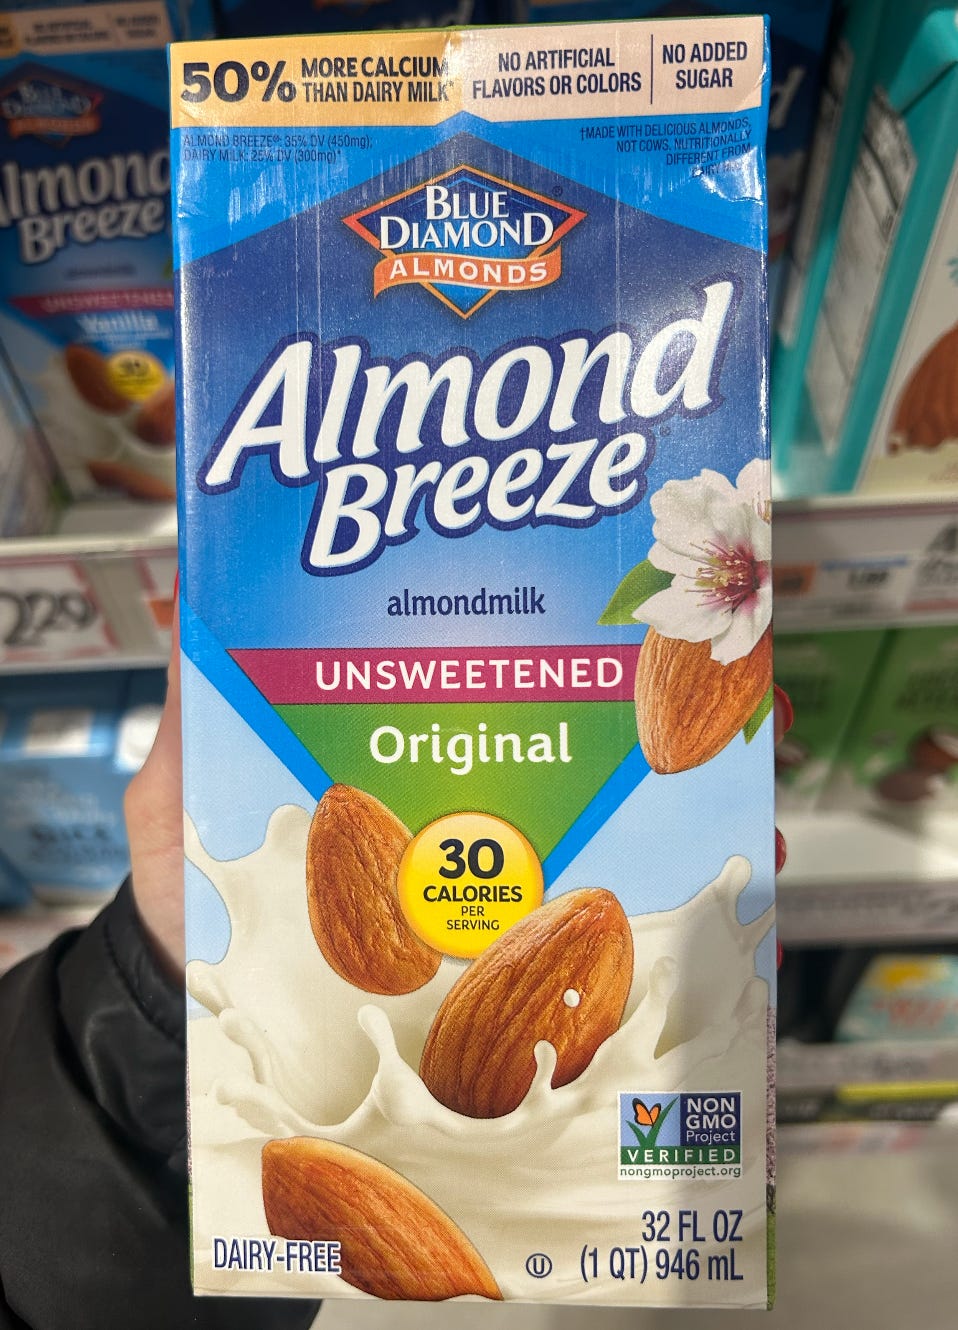 50% MORE CALCIUM
THAN DAIRY MILK*
NO ARTIFICIAL
FLAVORS OR COLORS
NO ADDED
SUGAR
ALMOND BREEZE®: 35% DV (450mg);
DAIRY MILK: 25% DV (300mg)*
†MADE WITH DELICIOUS ALMONDS,
NOT COWS. NUTRITIONALLY
DIFFERENT FROM
BLUE
DIAMOND®
ALMONDS
Almond
Breeze®
almondmilk
UNSWEETENED
Original
30
CALORIES
PER
SERVING
NON
GMO
Project
VERIFIED
nongmoproject.org
DAIRY-FREE
U
32 FL OZ
(1 QT) 946 mL
Almond
Breeze
almondmilk
UNSWEETENED
Vanilla
30
229